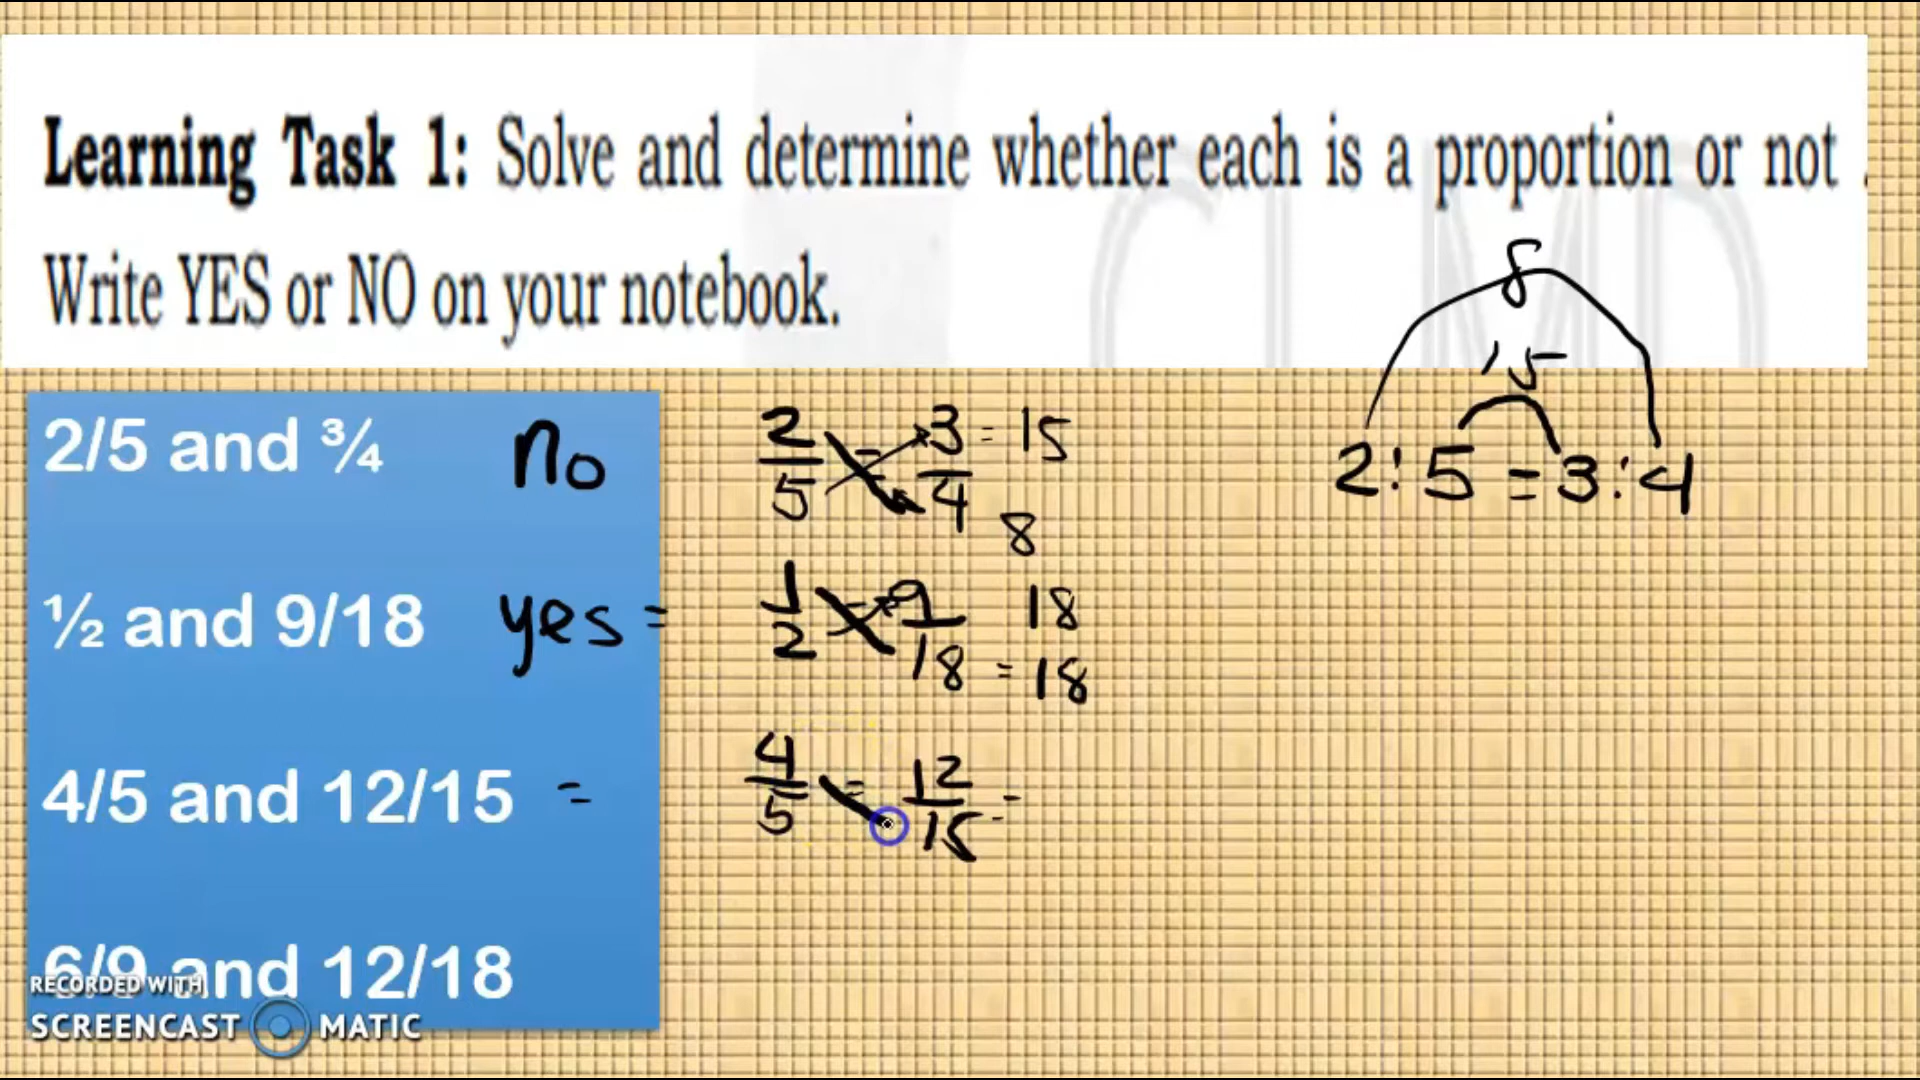 Learning Task 1: Solve and determine whether each is a proportion or not .
Write YES or NO on your notebook.
8
15
2:5 = 3:4
2/5 and ¾ no
2/5 = 3/4 = 15
8
½ and 9/18 yes =
1/2 = 9/18 = 18
18
4/5 and 12/15 =
4/5 = 12/15 =
6/9 and 12/18
RECORDED WITH
SCREENCAST MATIC